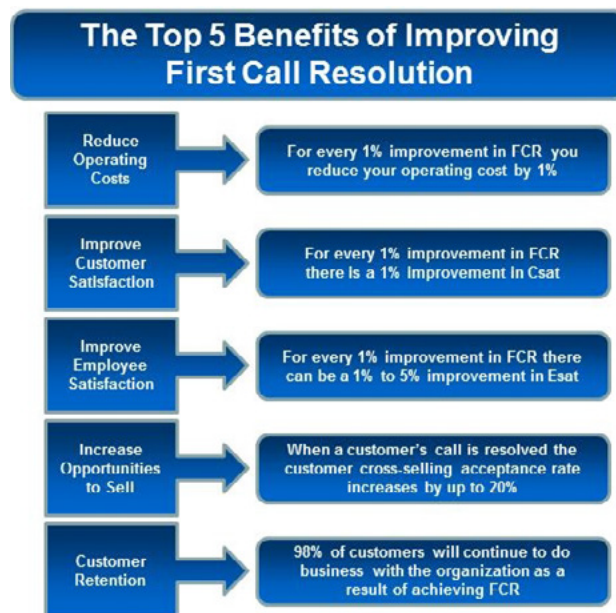 The Top 5 Benefits of Improving
First Call Resolution
Reduce
Operating
Costs
For every 1% improvement in FCR you
reduce your operating cost by 1%
Improve
Customer
Satisfaction
For every 1% improvement in FCR
there is a 1% improvement in Csat
Improve
Employee
Satisfaction
For every 1% improvement in FCR there
can be a 1% to 5% improvement in Esat
Increase
Opportunities
to Sell
When a customer's call is resolved the
customer cross-selling acceptance rate
increases by up to 20%
Customer
Retention
98% of customers will continue to do
business with the organization as a
result of achieving FCR